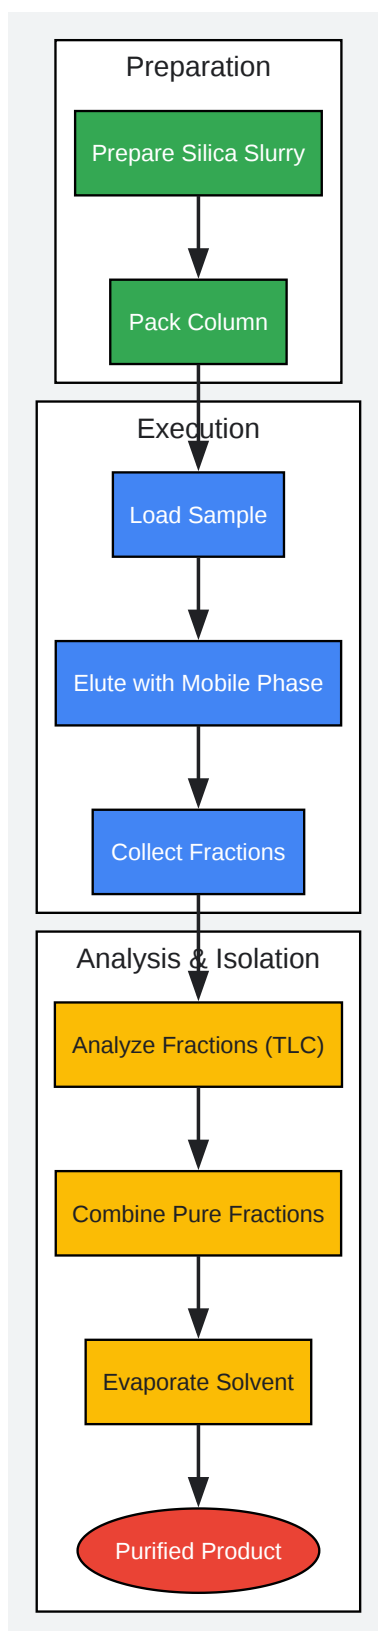 Preparation
Prepare Silica Slurry
Pack Column
Execution
Load Sample
Elute with Mobile Phase
Collect Fractions
Analysis & Isolation
Analyze Fractions (TLC)
Combine Pure Fractions
Evaporate Solvent
Purified Product